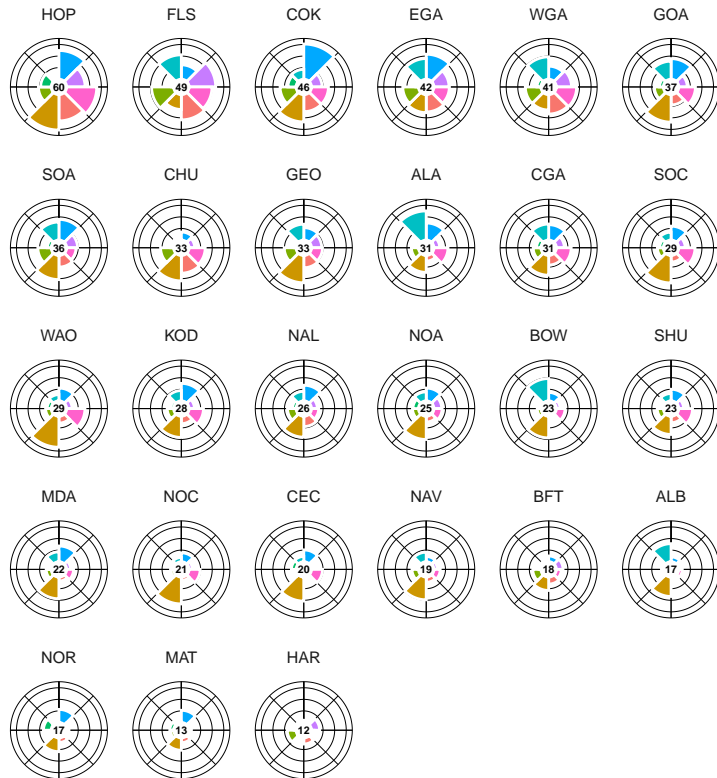 HOP FLS COK EGA WGA GOA
60 49 46 42 41 37
SOA CHU GEO ALA CGA SOC
36 33 33 31 31 29
WAO KOD NAL NOA BOW SHU
29 28 26 25 23 23
MDA NOC CEC NAV BFT ALB
22 21 20 19 18 17
NOR MAT HAR
17 13 12